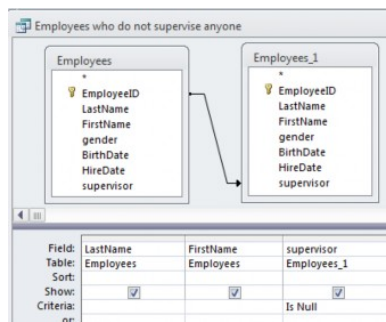 Employees who do not supervise anyone
Employees
*
EmployeeID
LastName
FirstName
gender
BirthDate
HireDate
supervisor
Employees_1
*
EmployeeID
LastName
FirstName
gender
BirthDate
HireDate
supervisor
Field: LastName FirstName supervisor
Table: Employees Employees Employees_1
Sort:
Show:
Criteria: Is Null
or: